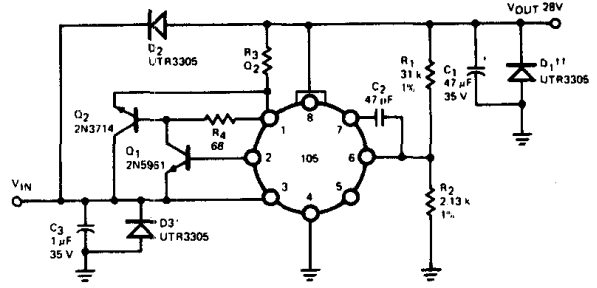 VOUT 28V
D2
UTR3305
R3
Q2
R1
31 k
1%
C1
47 µF
35 V
D1††
UTR3305
C2
47 pF
Q2
2N3714
R4
68
Q1
2N5961
1
8
7
2
105
6
3
4
5
R2
2.13 k
1%
VIN
C3
1 µF
35 V
D3†
UTR3305